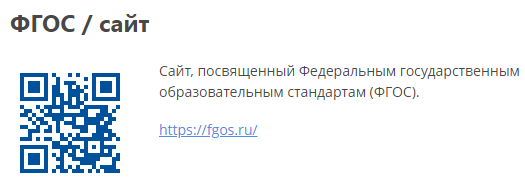 ФГОС / сайт
Сайт, посвященный Федеральным государственным
образовательным стандартам (ФГОС).
https://fgos.ru/